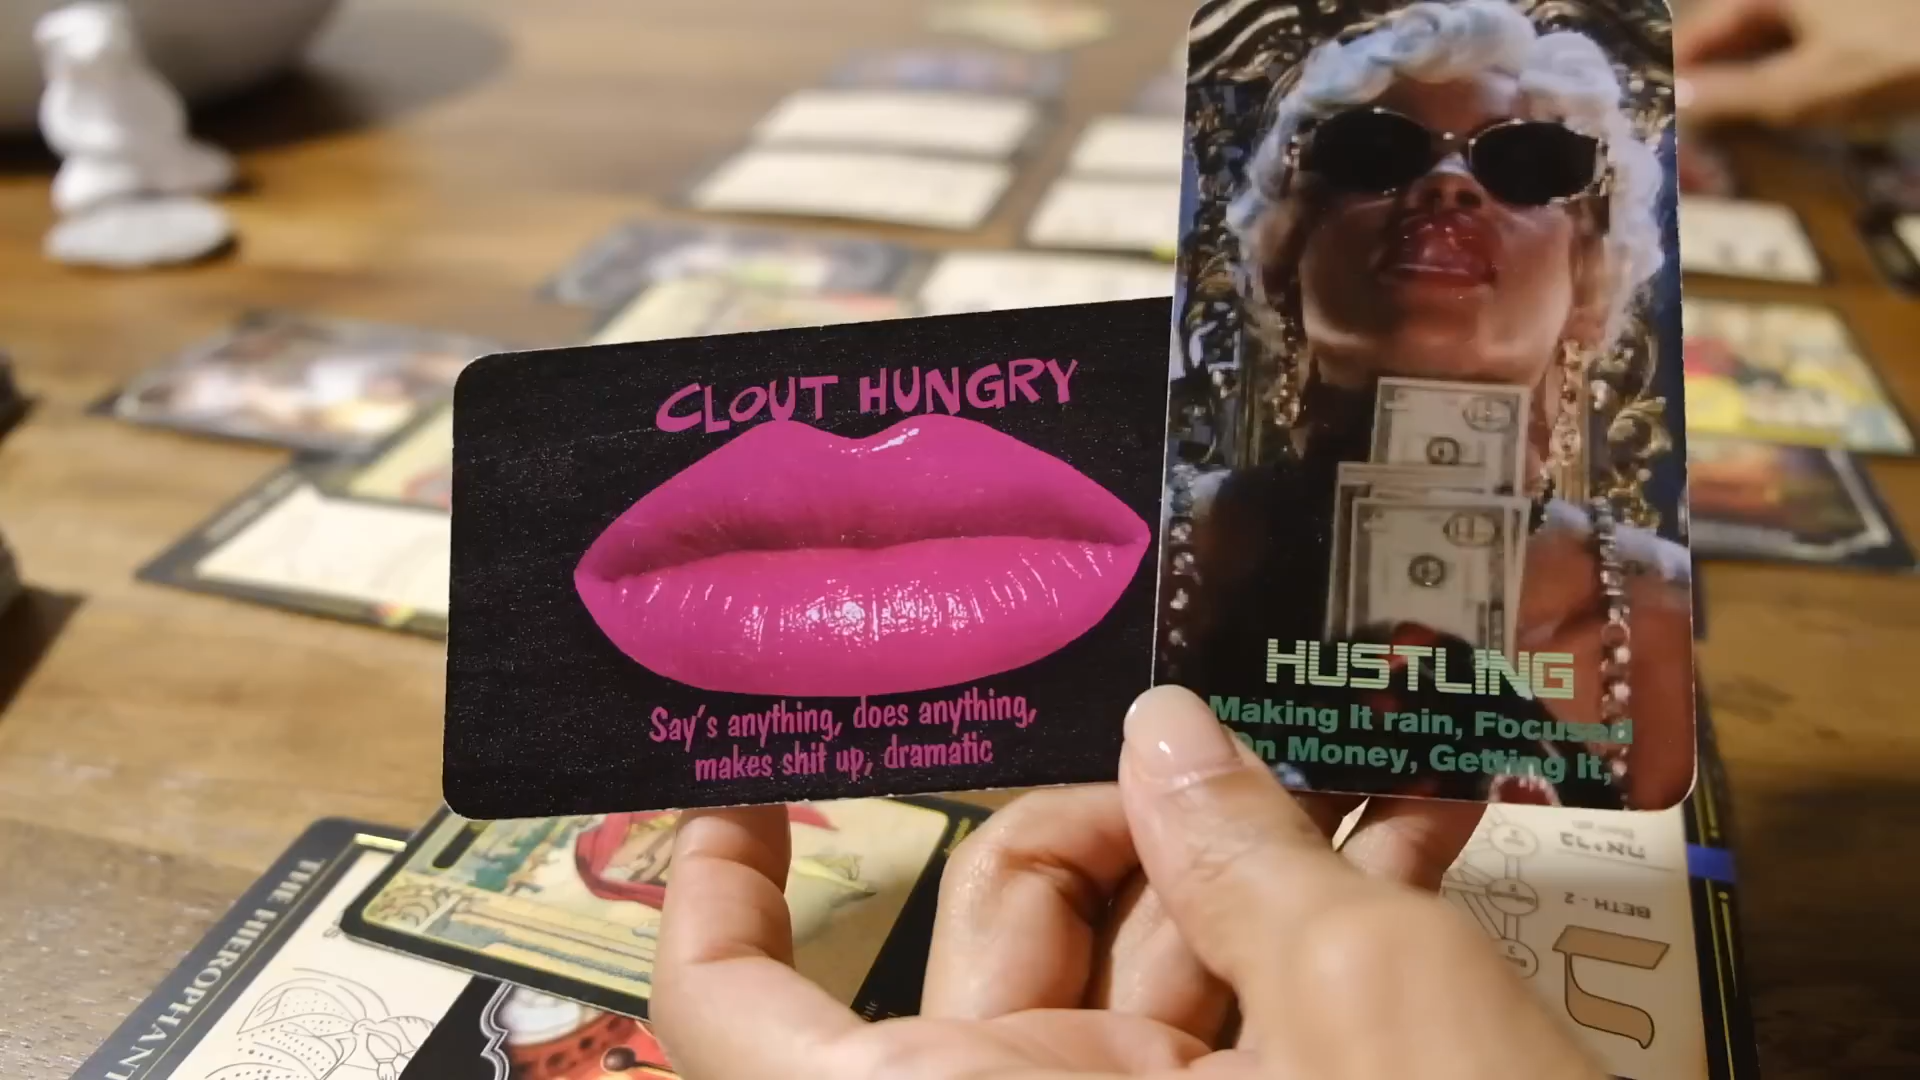 CLOUT HUNGRY
Say's anything, does anything,
makes shit up, dramatic
HUSTLING
Making It rain, Focused
On Money, Getting It,
THE HIEROPHANT
BETH - 2